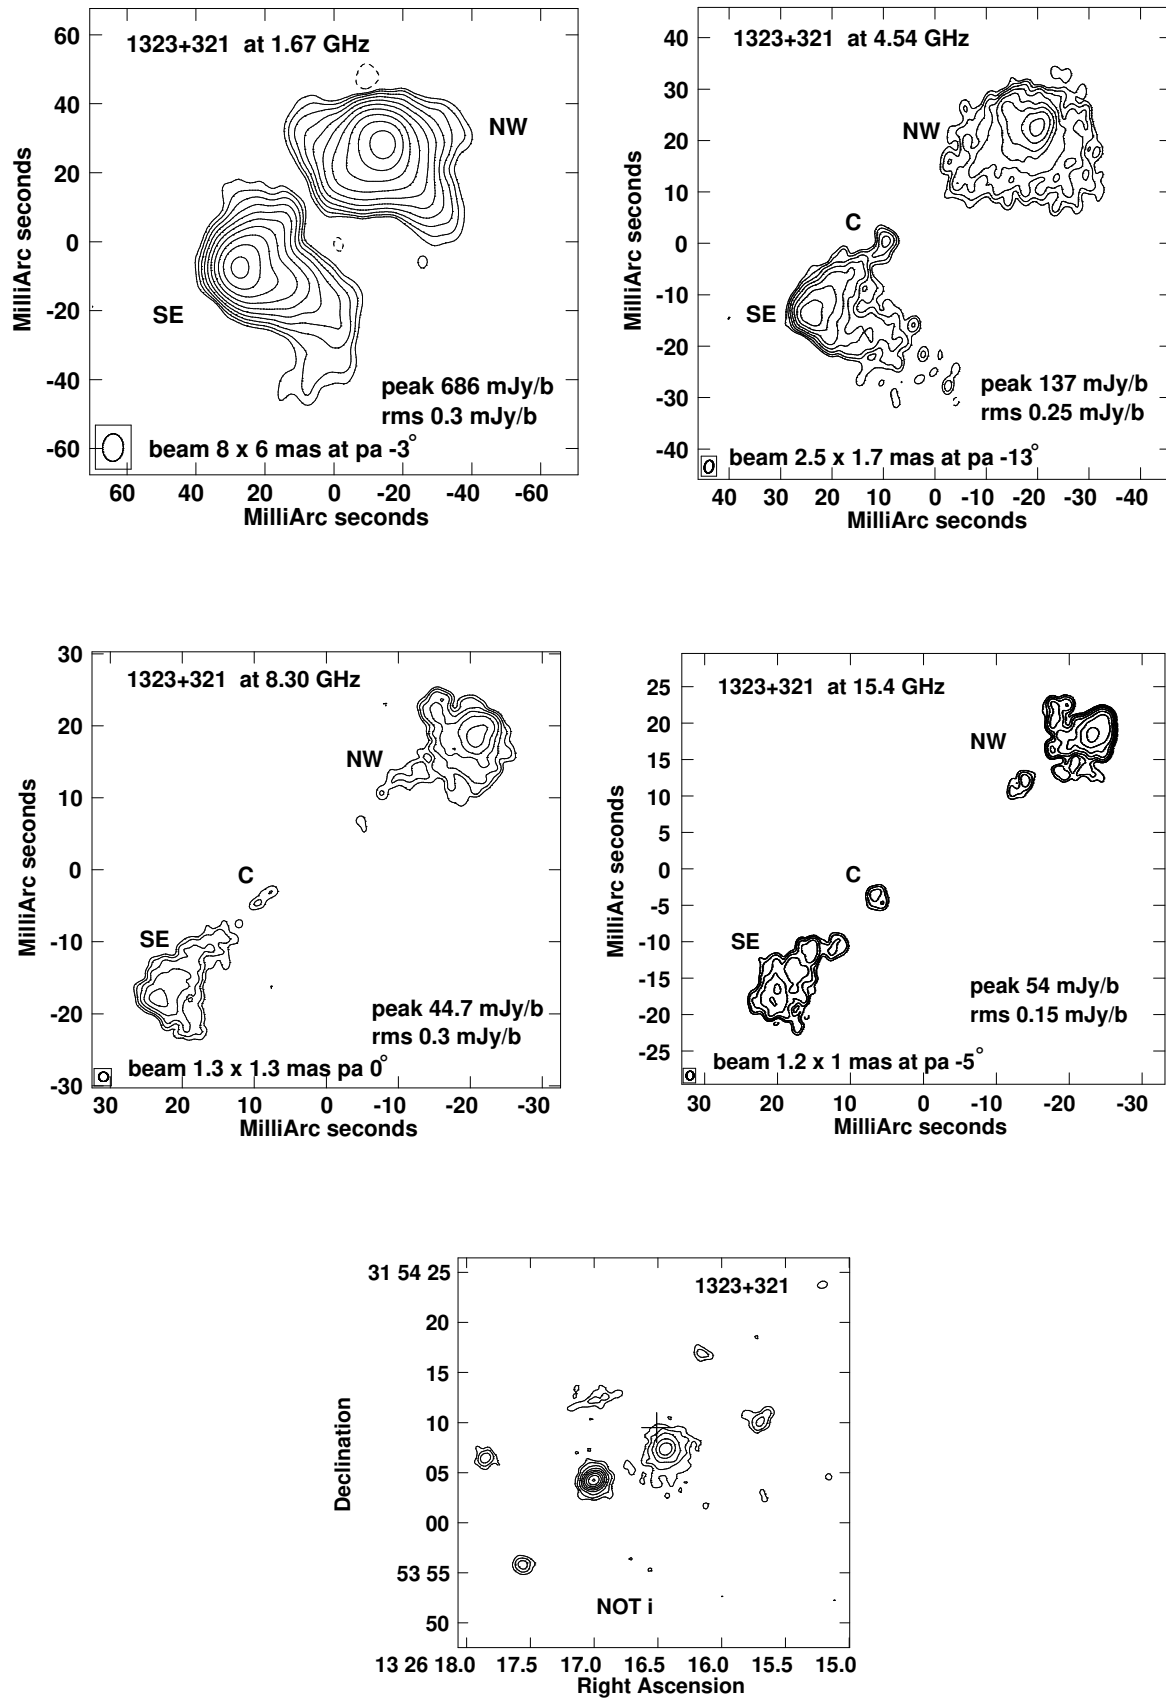 1323+321 at 1.67 GHz
NW
SE
peak 686 mJy/b
rms 0.3 mJy/b
beam 8 x 6 mas at pa -3°
MilliArc seconds
60
40
20
0
-20
-40
-60
60 40 20 0 -20 -40 -60
MilliArc seconds
1323+321 at 4.54 GHz
NW
C
SE
peak 137 mJy/b
rms 0.25 mJy/b
beam 2.5 x 1.7 mas at pa -13°
MilliArc seconds
40
30
20
10
0
-10
-20
-30
-40
40 30 20 10 0 -10 -20 -30 -40
MilliArc seconds
1323+321 at 8.30 GHz
NW
C
SE
peak 44.7 mJy/b
rms 0.3 mJy/b
beam 1.3 x 1.3 mas pa 0°
MilliArc seconds
30
20
10
0
-10
-20
-30
30 20 10 0 -10 -20 -30
MilliArc seconds
1323+321 at 15.4 GHz
NW
C
SE
peak 54 mJy/b
rms 0.15 mJy/b
beam 1.2 x 1 mas at pa -5°
MilliArc seconds
25
20
15
10
5
0
-5
-10
-15
-20
-25
30 20 10 0 -10 -20 -30
MilliArc seconds
1323+321
NOT i
Declination
31 54 25
20
15
10
05
00
53 55
50
13 26 18.0 17.5 17.0 16.5 16.0 15.5 15.0
Right Ascension